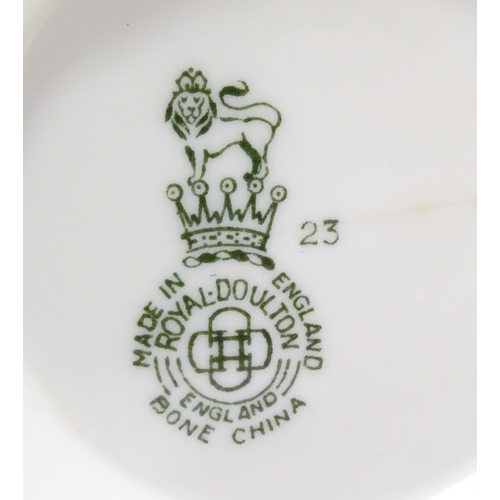 23
MADE IN ENGLAND
ROYAL·DOULTON
ENGLAND
BONE CHINA